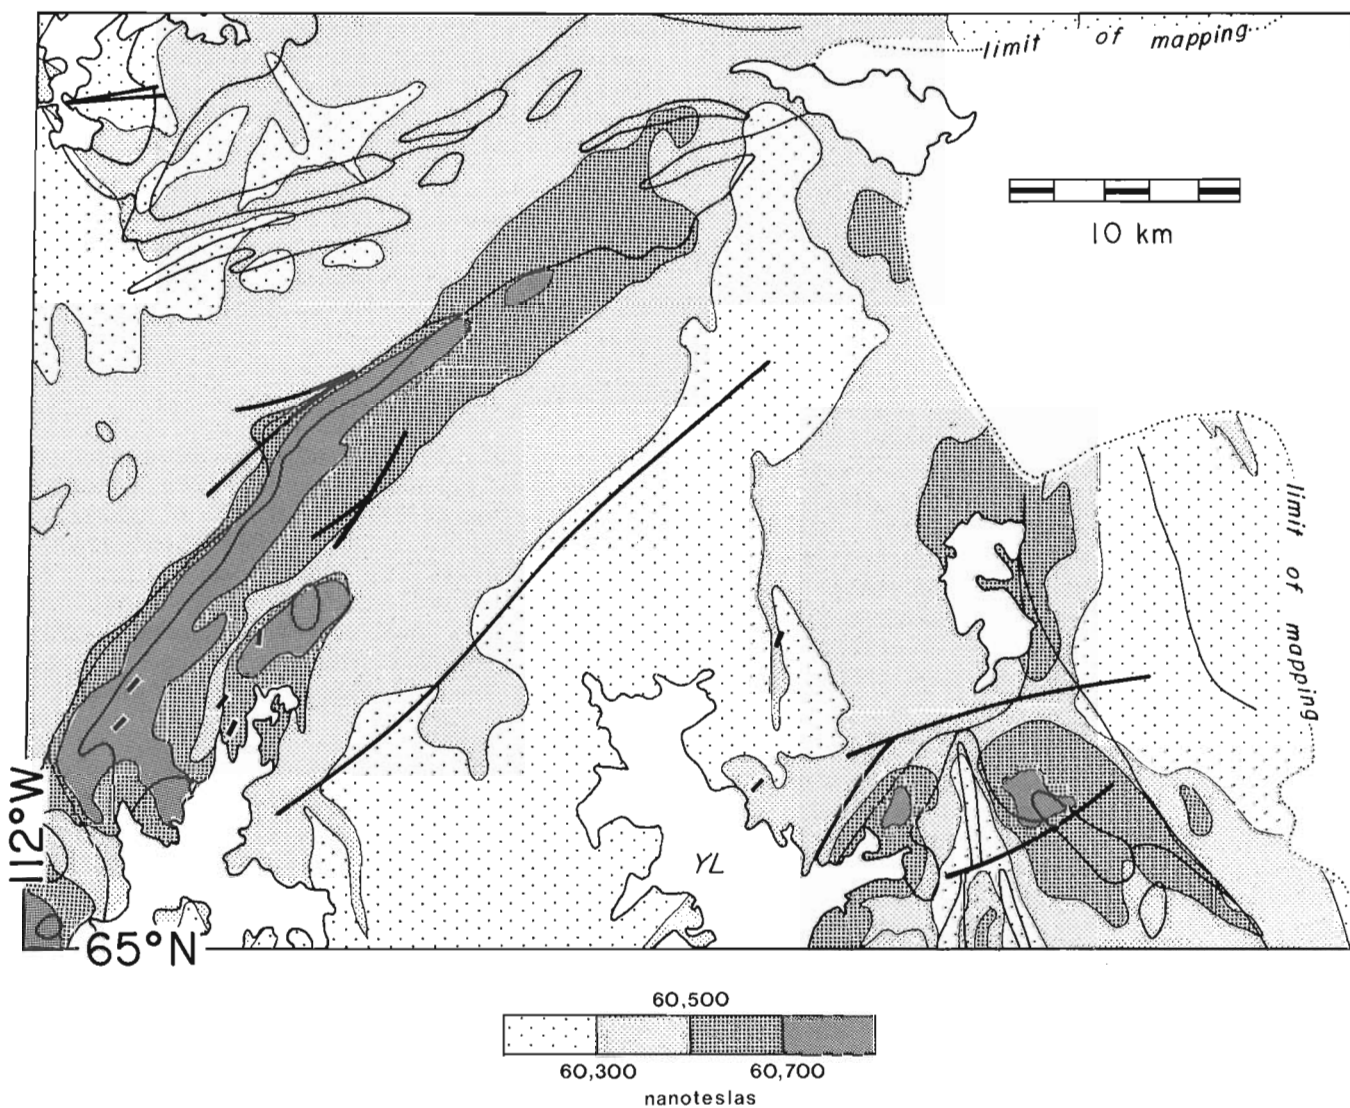 limit of mapping
10 km
limit of mapping
112°W
YL
65°N
60,500
60,300 60,700
nanoteslas